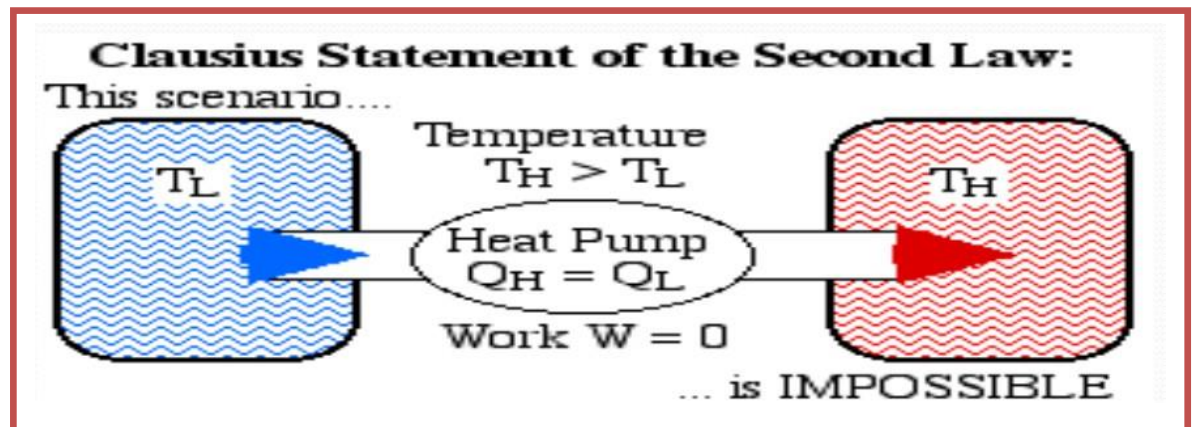 Clausius Statement of the Second Law:
This scenario....
Temperature
TH > TL
TL
TH
Heat Pump
QH = QL
Work W = 0
... is IMPOSSIBLE